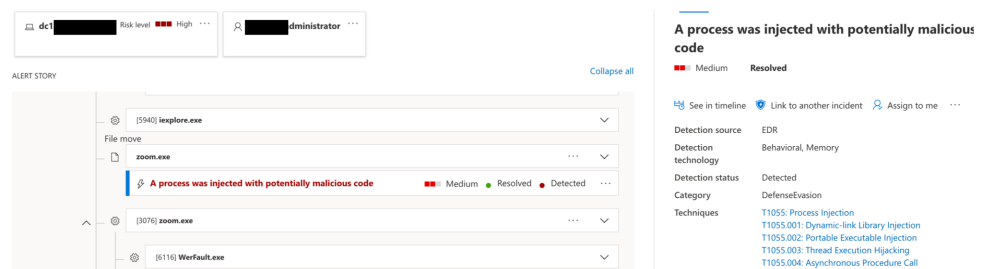 dc1
Risk level
High
...
dministrator
...
ALERT STORY
Collapse all
[5940] iexplore.exe
File move
zoom.exe
...
A process was injected with potentially malicious code
Medium
Resolved
Detected
...
[3076] zoom.exe
...
[6116] WerFault.exe
A process was injected with potentially malicious
code
Medium
Resolved
See in timeline
Link to another incident
Assign to me
...
Detection source
EDR
Detection
technology
Behavioral, Memory
Detection status
Detected
Category
DefenseEvasion
Techniques
T1055: Process Injection
T1055.001: Dynamic-link Library Injection
T1055.002: Portable Executable Injection
T1055.003: Thread Execution Hijacking
T1055.004: Asynchronous Procedure Call